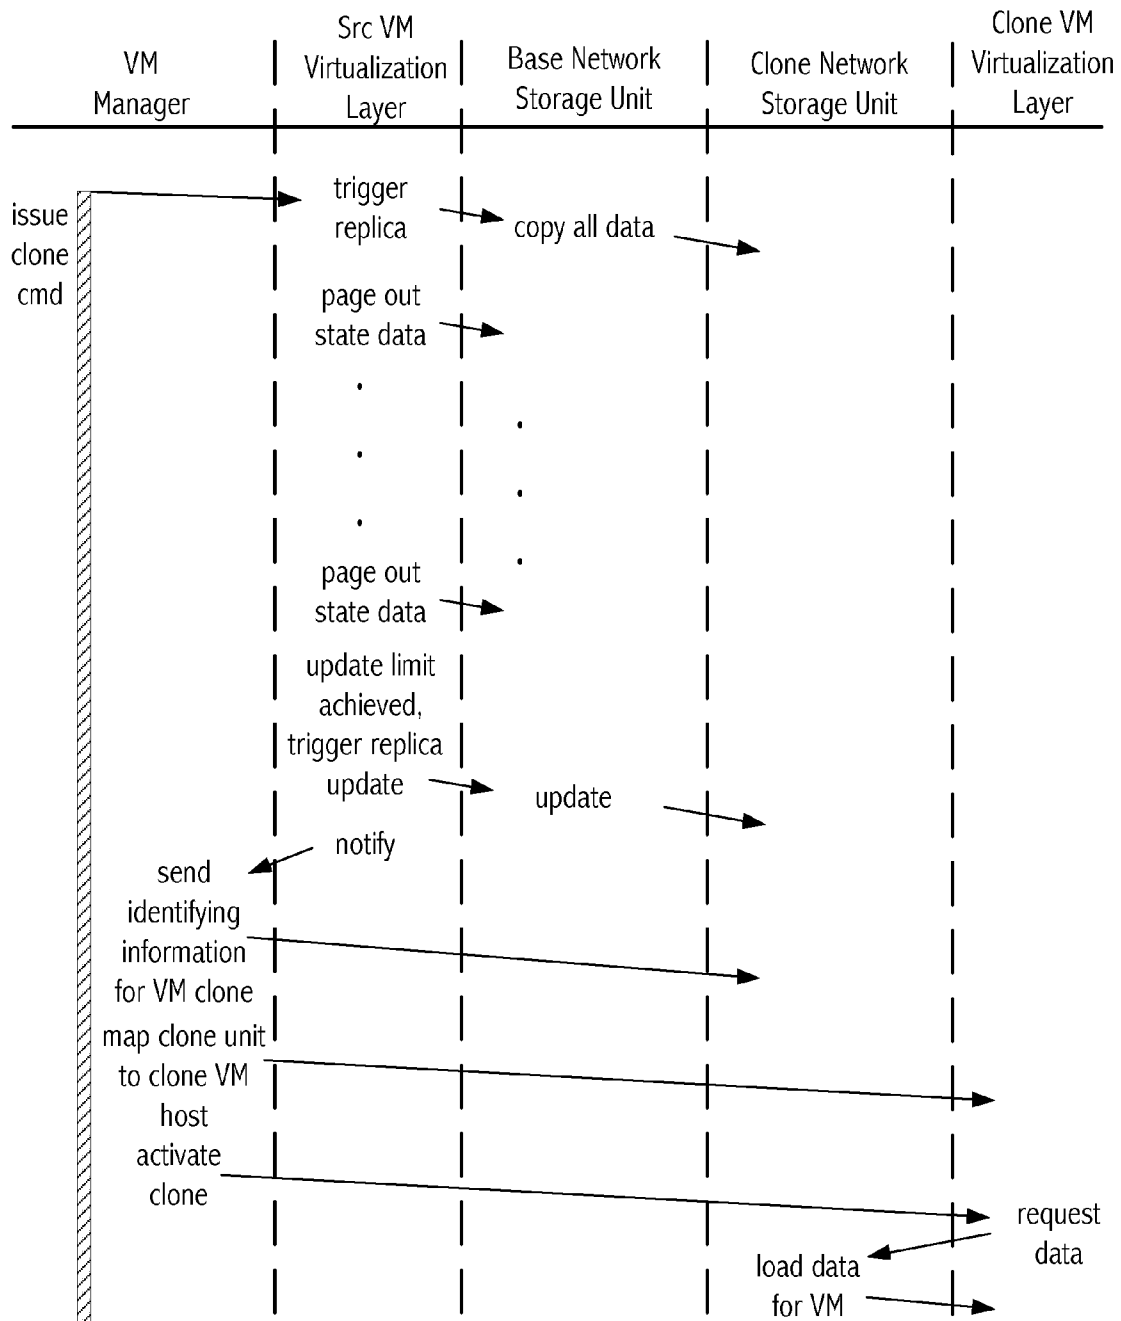 VM
Manager
Src VM
Virtualization
Layer
Base Network
Storage Unit
Clone Network
Storage Unit
Clone VM
Virtualization
Layer
issue
clone
cmd
trigger
replica
copy all data
page out
state data
page out
state data
update limit
achieved,
trigger replica
update
update
notify
send
identifying
information
for VM clone
map clone unit
to clone VM
host
activate
clone
request
data
load data
for VM